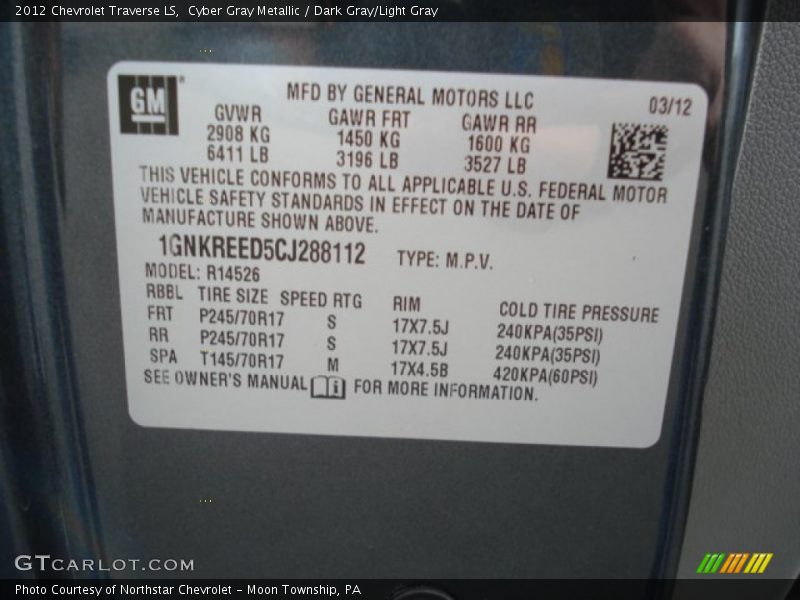 2012 Chevrolet Traverse LS, Cyber Gray Metallic / Dark Gray/Light Gray
GM
MFD BY GENERAL MOTORS LLC 03/12
GVWR GAWR FRT GAWR RR
2908 KG 1450 KG 1600 KG
6411 LB 3196 LB 3527 LB
THIS VEHICLE CONFORMS TO ALL APPLICABLE U.S. FEDERAL MOTOR
VEHICLE SAFETY STANDARDS IN EFFECT ON THE DATE OF
MANUFACTURE SHOWN ABOVE.
1GNKREED5CJ288112 TYPE: M.P.V.
MODEL: R14526
RBBL TIRE SIZE SPEED RTG RIM COLD TIRE PRESSURE
FRT P245/70R17 S 17X7.5J 240KPA(35PSI)
RR P245/70R17 S 17X7.5J 240KPA(35PSI)
SPA T145/70R17 M 17X4.5B 420KPA(60PSI)
SEE OWNER'S MANUAL i FOR MORE INFORMATION.
GTCARLOT.COM
Photo Courtesy of Northstar Chevrolet - Moon Township, PA